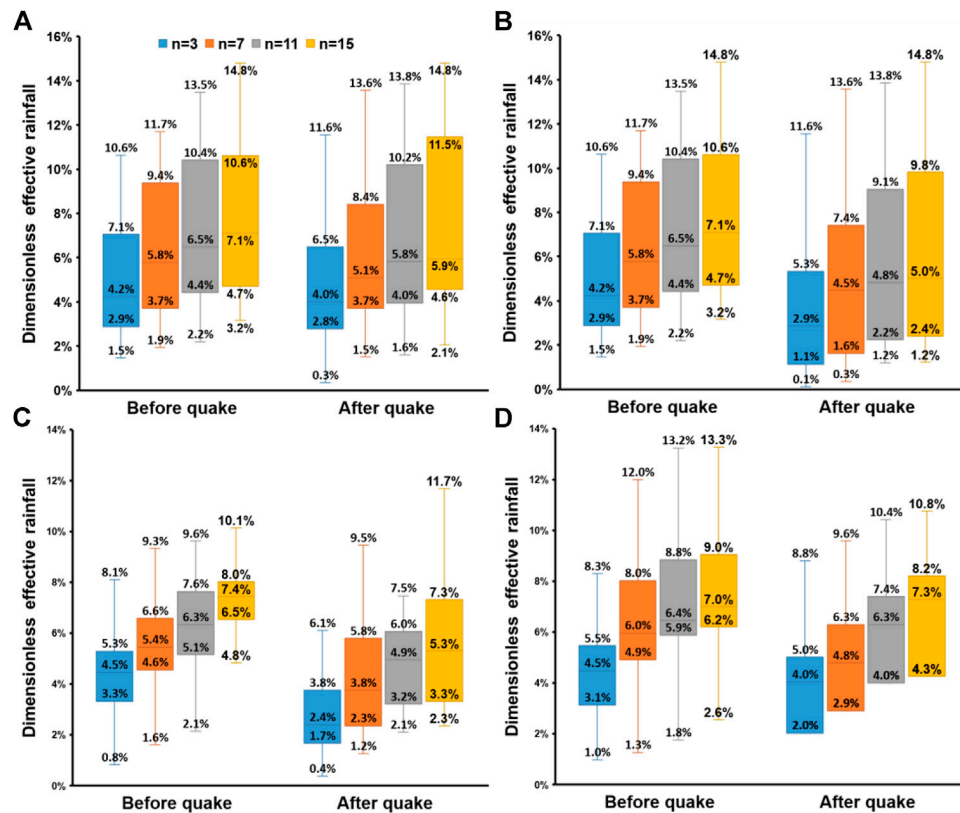 A
Dimensionless effective rainfall
16%
14%
12%
10%
8%
6%
4%
2%
0%
n=3 n=7 n=11 n=15
10.6% 11.7% 13.5% 14.8%
7.1% 9.4% 10.4% 10.6%
4.2% 5.8% 6.5% 7.1%
2.9% 3.7% 4.4% 4.7%
1.5% 1.9% 2.2% 3.2%
11.6% 13.6% 13.8% 14.8%
6.5% 8.4% 10.2% 11.5%
4.0% 5.1% 5.8% 5.9%
2.8% 3.7% 4.0% 4.6%
0.3% 1.5% 1.6% 2.1%
Before quake After quake
B
Dimensionless effective rainfall
16%
14%
12%
10%
8%
6%
4%
2%
0%
10.6% 11.7% 13.5% 14.8%
7.1% 9.4% 10.4% 10.6%
4.2% 5.8% 6.5% 7.1%
2.9% 3.7% 4.4% 4.7%
1.5% 1.9% 2.2% 3.2%
11.6% 13.6% 13.8% 14.8%
5.3% 7.4% 9.1% 9.8%
2.9% 4.5% 4.8% 5.0%
1.1% 1.6% 2.2% 2.4%
0.1% 0.3% 1.2% 1.2%
Before quake After quake
C
Dimensionless effective rainfall
14%
12%
10%
8%
6%
4%
2%
0%
8.1% 9.3% 9.6% 10.1%
5.3% 6.6% 7.6% 8.0%
4.5% 5.4% 6.3% 7.4%
3.3% 4.6% 5.1% 6.5%
0.8% 1.6% 2.1% 4.8%
6.1% 9.5% 7.5% 11.7%
3.8% 5.8% 6.0% 7.3%
2.4% 3.8% 4.9% 5.3%
1.7% 2.3% 3.2% 3.3%
0.4% 1.2% 2.1% 2.3%
Before quake After quake
D
Dimensionless effective rainfall
14%
12%
10%
8%
6%
4%
2%
0%
8.3% 12.0% 13.2% 13.3%
5.5% 8.0% 8.8% 9.0%
4.5% 6.0% 6.4% 7.0%
3.1% 4.9% 5.9% 6.2%
1.0% 1.3% 1.8% 2.6%
8.8% 9.6% 10.4% 10.8%
5.0% 6.3% 7.4% 8.2%
4.0% 4.8% 6.3% 7.3%
2.0% 2.9% 4.0% 4.3%
Before quake After quake